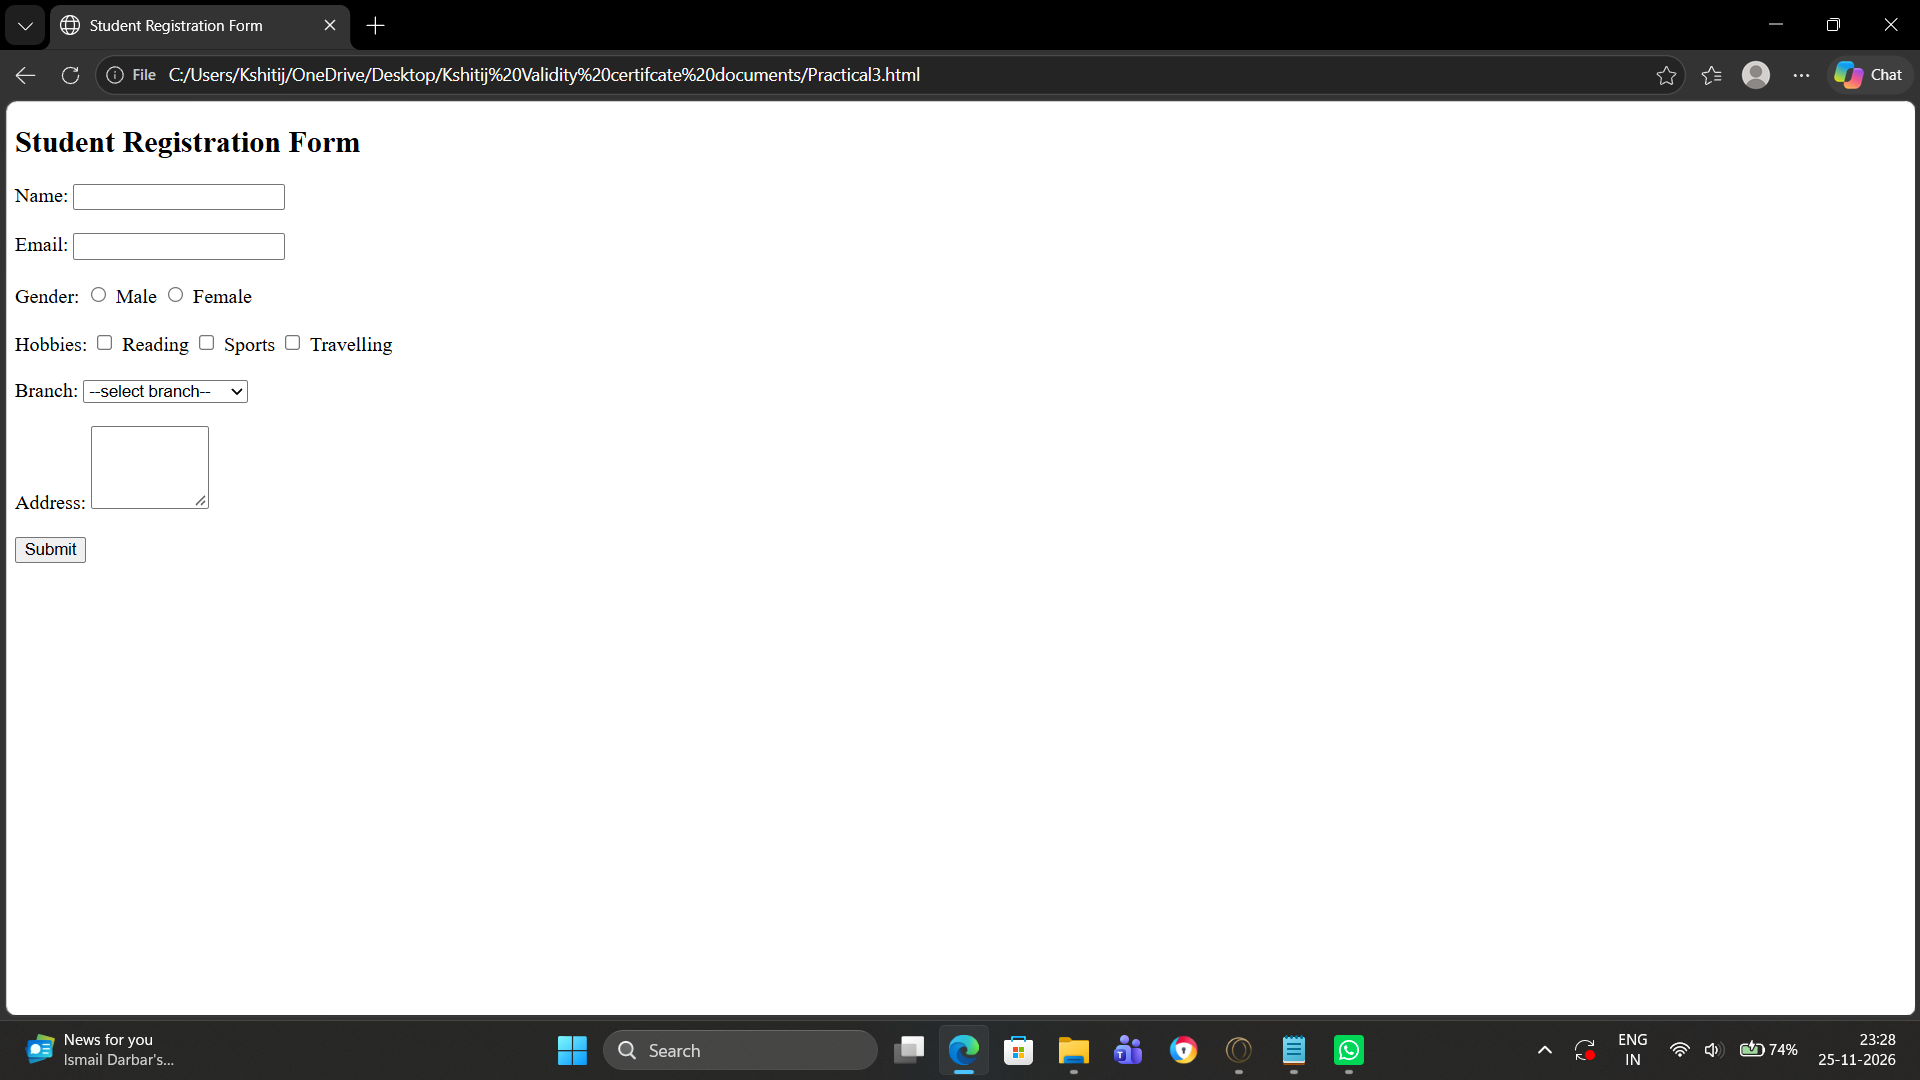 Student Registration Form
File C:/Users/Kshitij/OneDrive/Desktop/Kshitij%20Validity%20certifcate%20documents/Practical3.html
Chat
Student Registration Form
Name:
Email:
Gender: Male Female
Hobbies: Reading Sports Travelling
Branch: --select branch--
Address:
Submit
News for you
Ismail Darbar's...
Search
ENG
IN
74%
23:28
25-11-2026